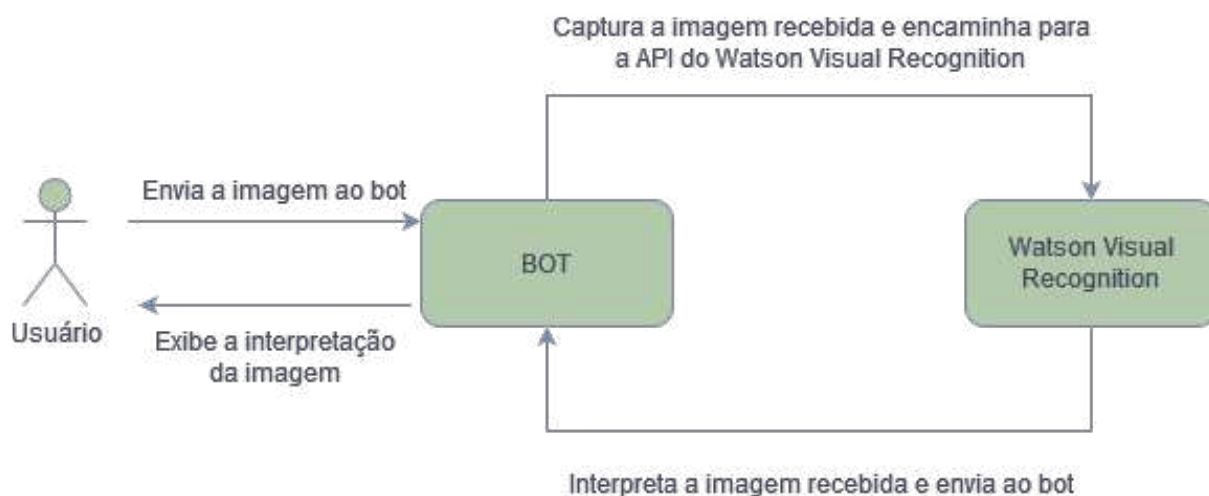 Captura a imagem recebida e encaminha para
a API do Watson Visual Recognition
Envia a imagem ao bot
BOT
Watson Visual
Recognition
Usuário
Exibe a interpretação
da imagem
Interpreta a imagem recebida e envia ao bot